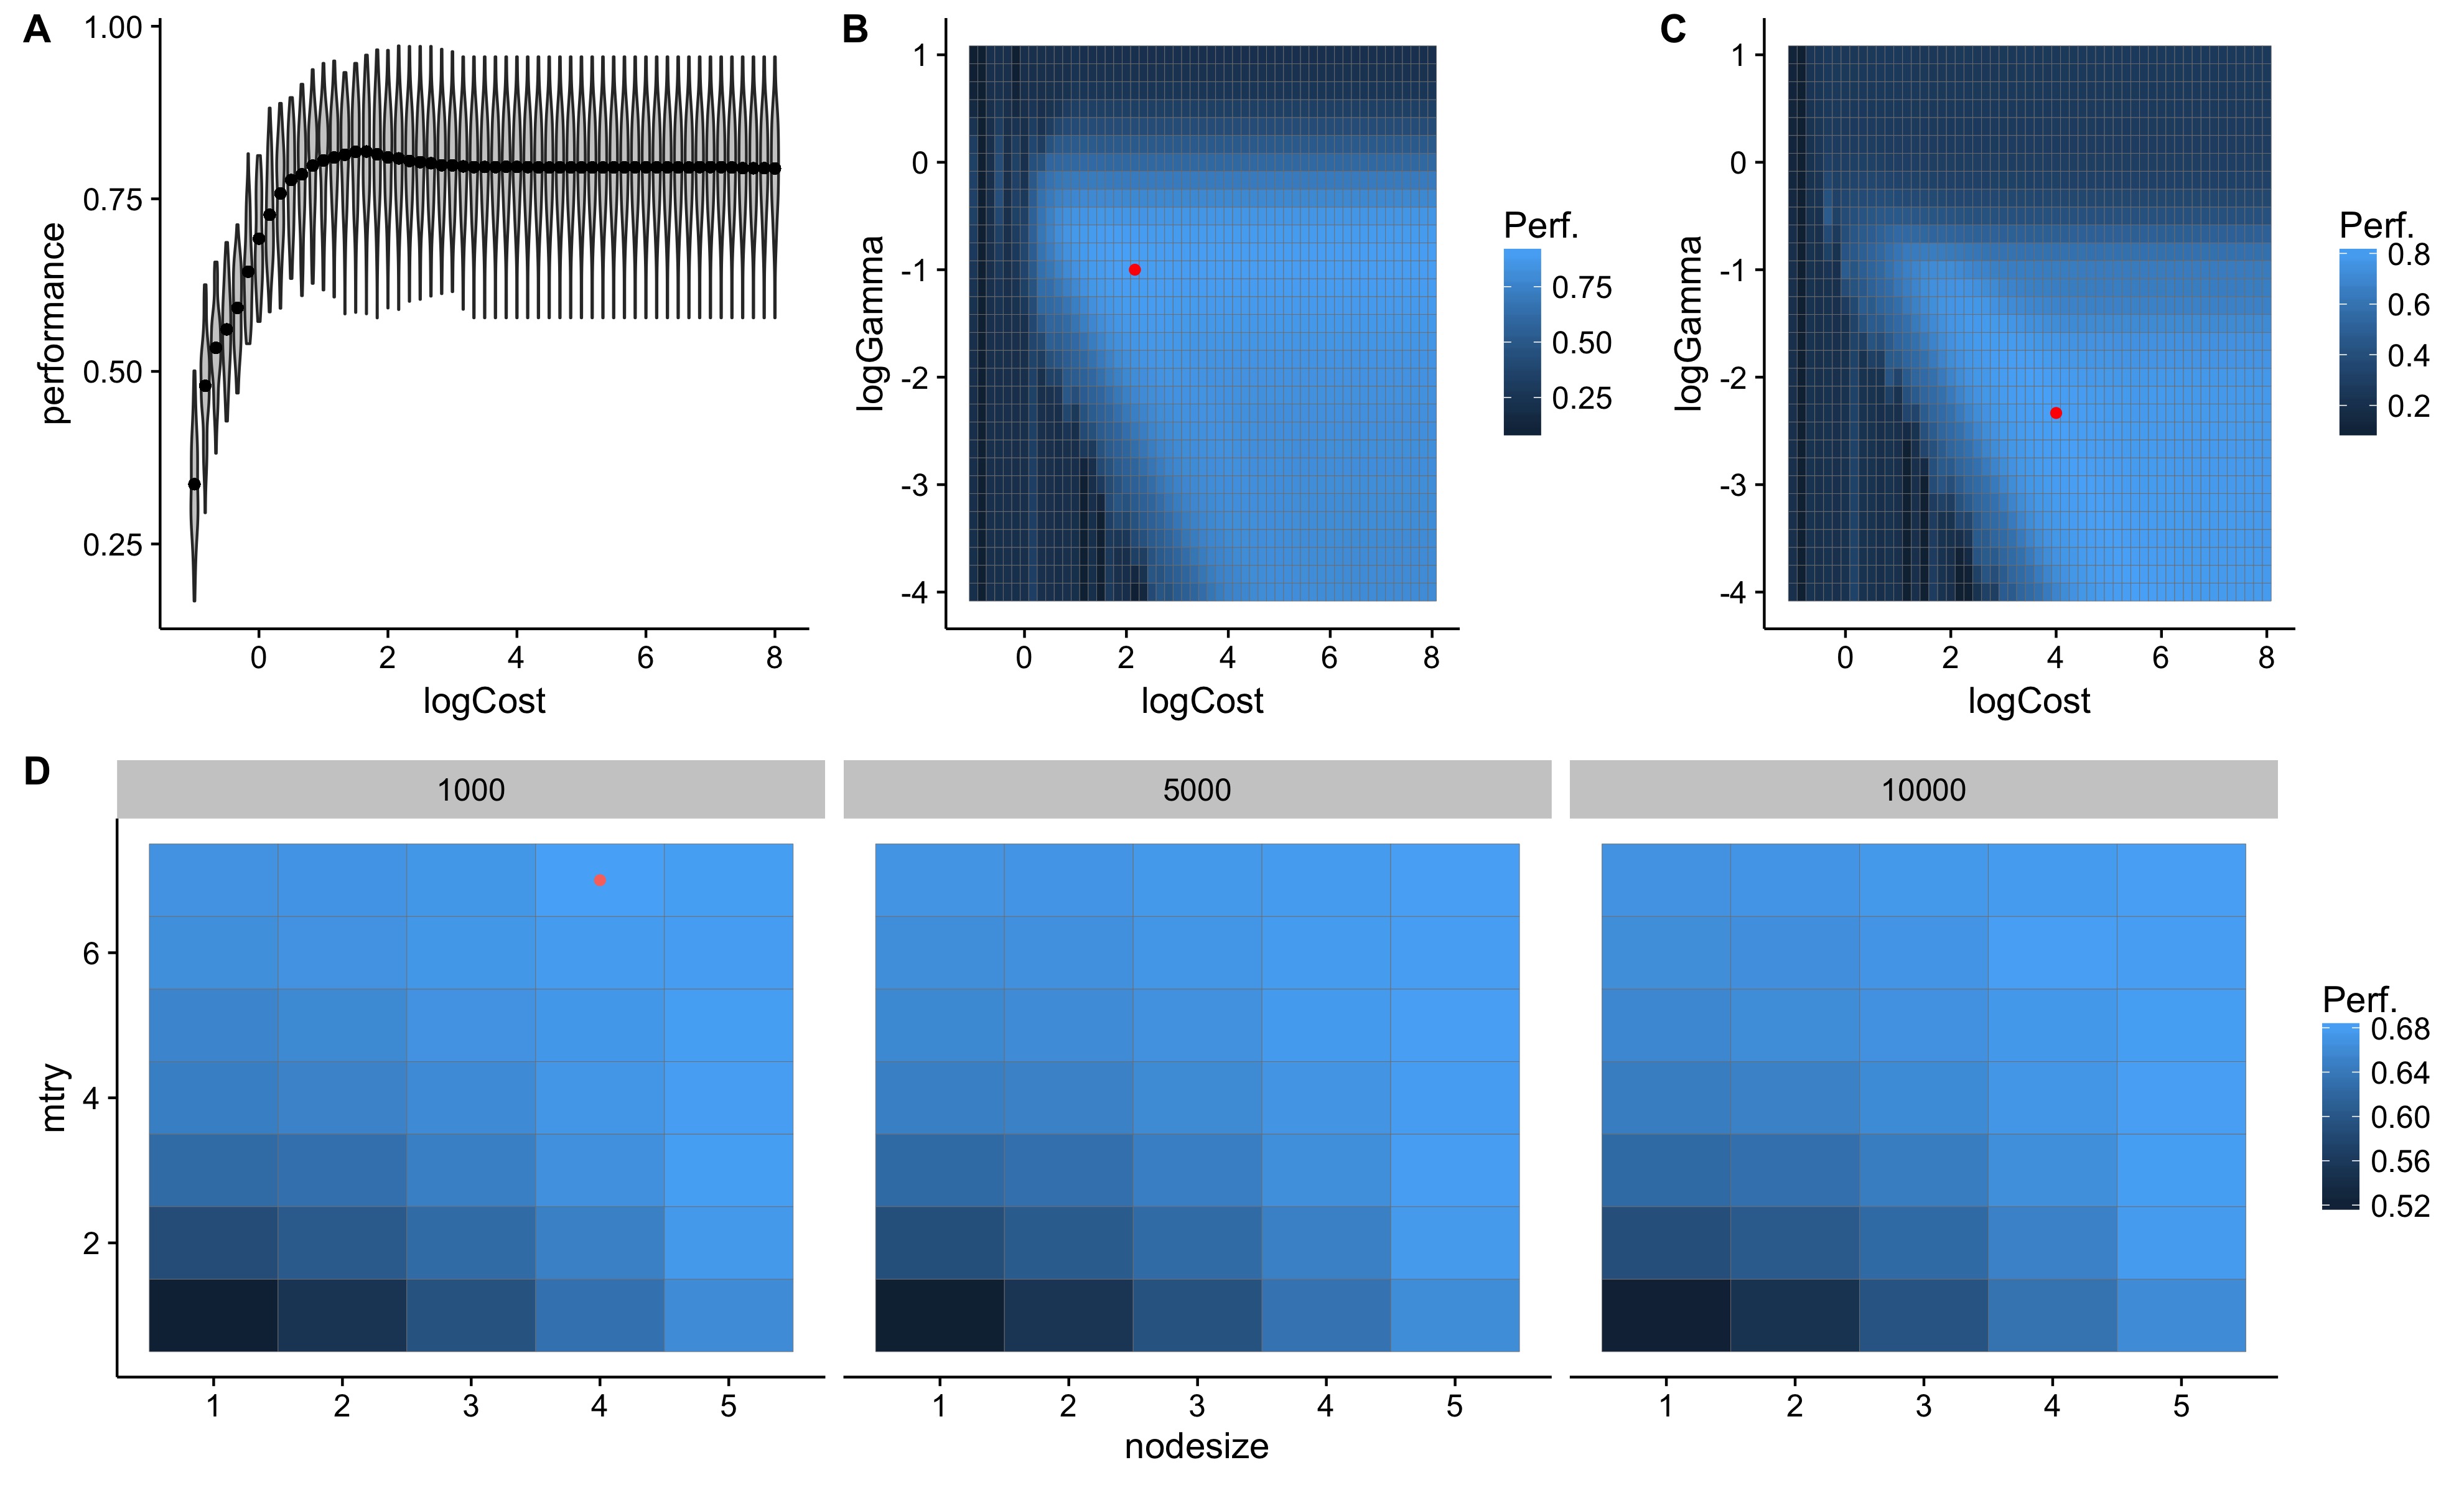 A
1.00
0.75
0.50
0.25
performance
0 2 4 6 8
logCost
B
1
0
-1
-2
-3
-4
logGamma
0 2 4 6 8
logCost
Perf.
0.75
0.50
0.25
C
1
0
-1
-2
-3
-4
logGamma
0 2 4 6 8
logCost
Perf.
0.8
0.6
0.4
0.2
D
1000 5000 10000
6
4
2
mtry
1 2 3 4 5 1 2 3 4 5 1 2 3 4 5
nodesize
Perf.
0.68
0.64
0.60
0.56
0.52